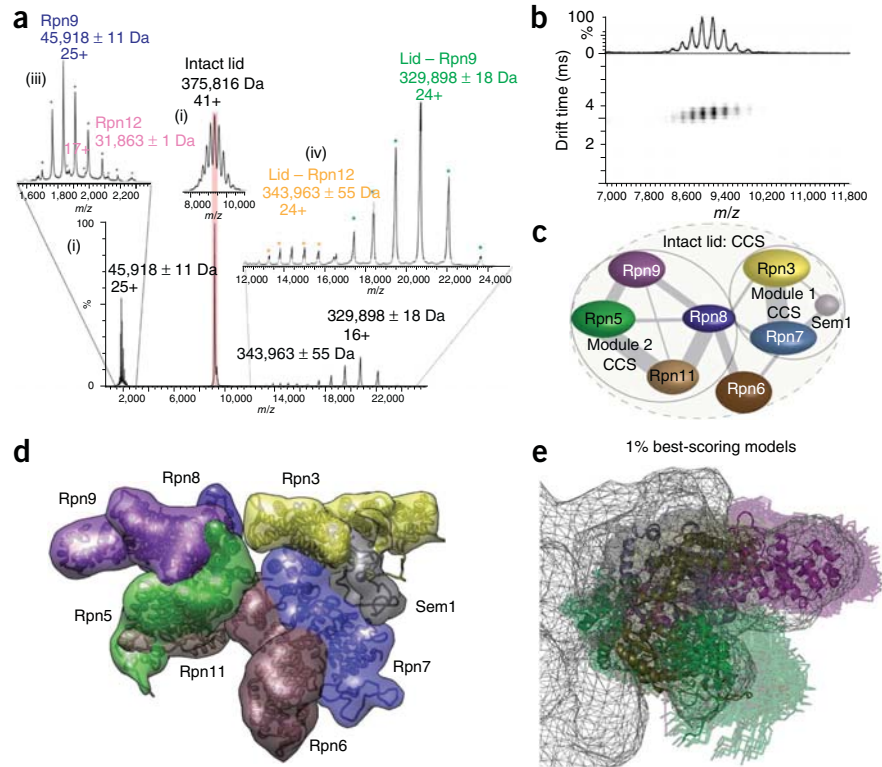 a
Rpn9
45,918 ± 11 Da
25+
(iii)
Rpn12
31,863 ± 1 Da
17+
1,600 1,800 2,000 2,200
m/z
Intact lid
375,816 Da
41+
(i)
8,000 10,000
m/z
Lid – Rpn9
329,898 ± 18 Da
24+
(iv)
Lid – Rpn12
343,963 ± 55 Da
24+
12,000 14,000 16,000 18,000 20,000 22,000 24,000
m/z
(i)
100
%
0
45,918 ± 11 Da
25+
329,898 ± 18 Da
16+
343,963 ± 55 Da
2,000 6,000 10,000 14,000 18,000 22,000
m/z
b
100
%
0
Drift time (ms)
4
2
7,000 8,600 9,400 10,200 11,800
m/z
c
Intact lid: CCS
Rpn9
Rpn3
Module 1
CCS
Sem1
Rpn5
Rpn8
Rpn7
Module 2
CCS
Rpn11
Rpn6
d
Rpn9
Rpn8
Rpn3
Rpn5
Sem1
Rpn11
Rpn7
Rpn6
e
1% best-scoring models